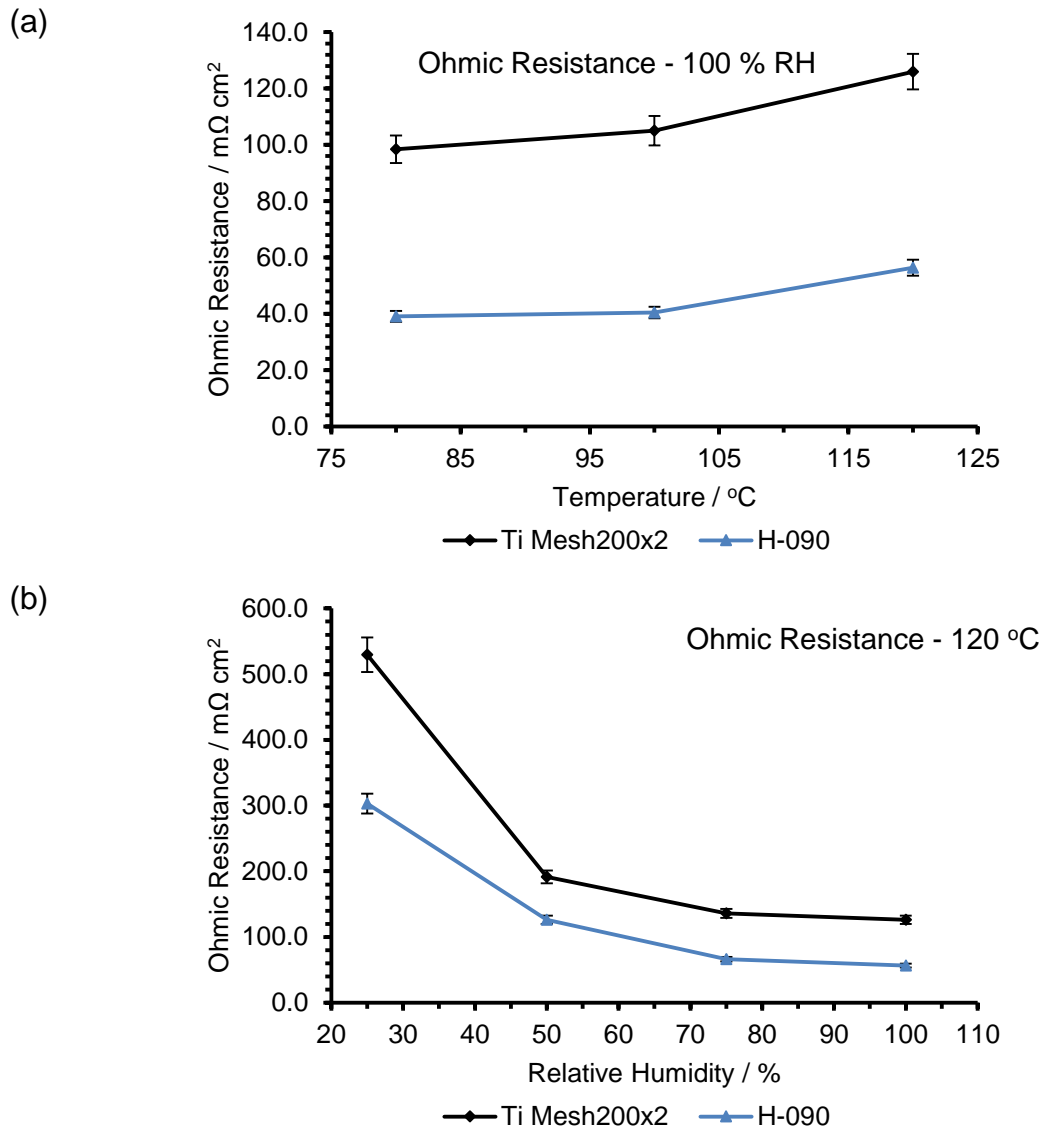 (a)
Ohmic Resistance - 100 % RH
Ohmic Resistance / mΩ cm²
140.0
120.0
100.0
80.0
60.0
40.0
20.0
0.0
75 85 95 105 115 125
Temperature / °C
Ti Mesh200x2 H-090
(b)
Ohmic Resistance - 120 °C
Ohmic Resistance / mΩ cm²
600.0
500.0
400.0
300.0
200.0
100.0
0.0
20 30 40 50 60 70 80 90 100 110
Relative Humidity / %
Ti Mesh200x2 H-090